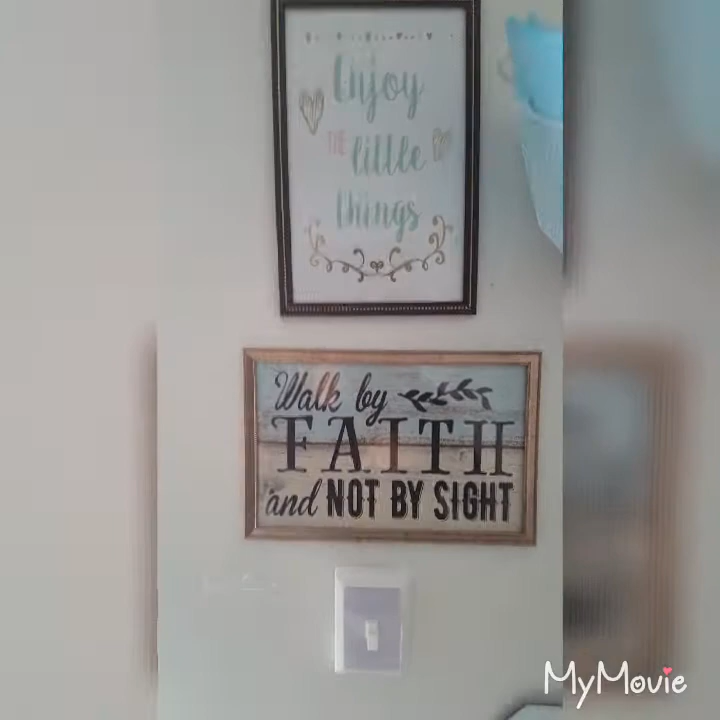 Enjoy
THE little
things
Walk by
FAITH
and NOT BY SIGHT
MyMovie